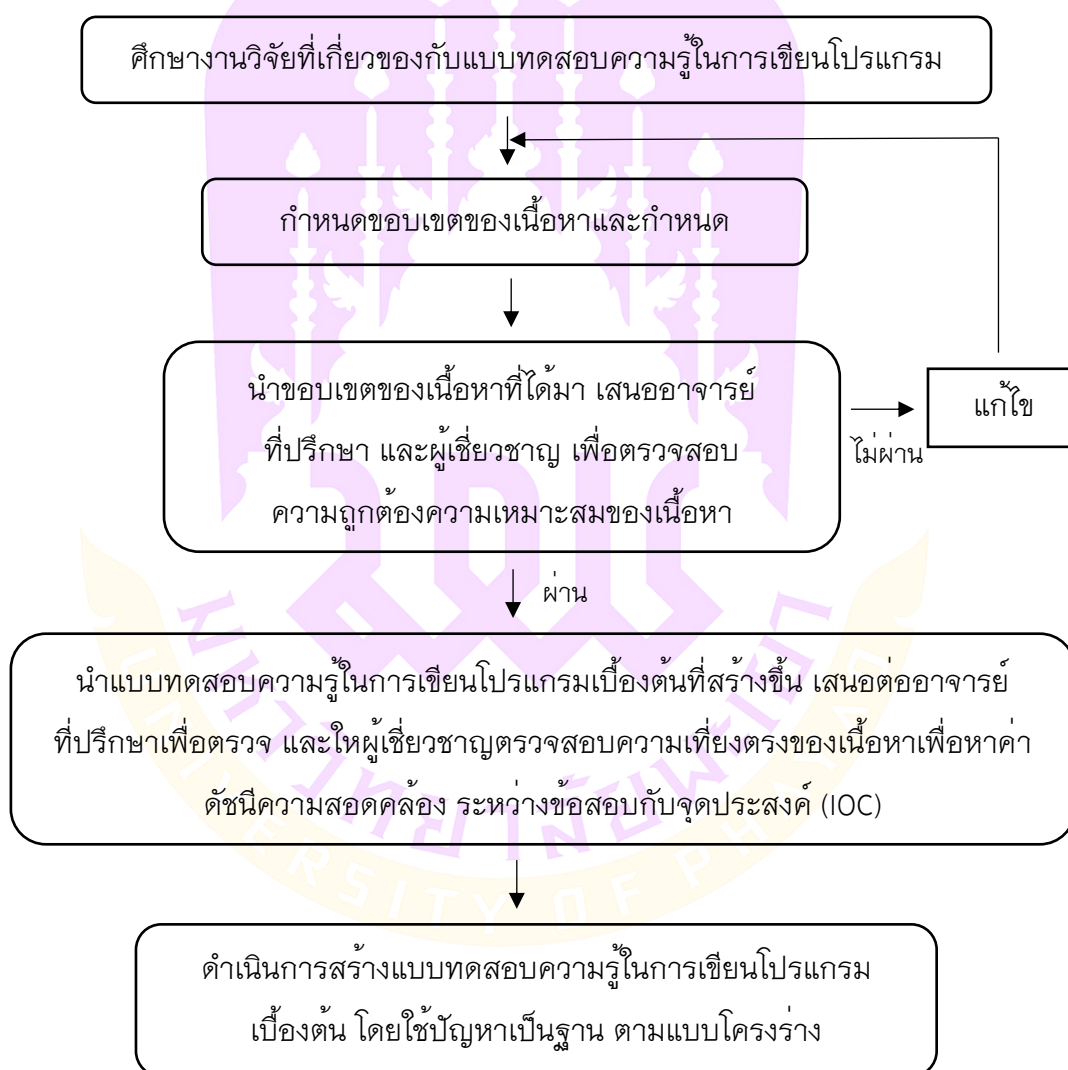 ศึกษางานวิจัยที่เกี่ยวของกับแบบทดสอบความรู้ในการเขียนโปรแกรม
กำหนดขอบเขตของเนื้อหาและกำหนด
นำขอบเขตของเนื้อหาที่ได้มา เสนออาจารย์
ที่ปรึกษา และผู้เชี่ยวชาญ เพื่อตรวจสอบ
ความถูกต้องความเหมาะสมของเนื้อหา
แก้ไข
ไม่ผ่าน
ผ่าน
นำแบบทดสอบความรู้ในการเขียนโปรแกรมเบื้องต้นที่สร้างขึ้น เสนอต่ออาจารย์
ที่ปรึกษาเพื่อตรวจ และใหผู้เชี่ยวชาญตรวจสอบความเที่ยงตรงของเนื้อหาเพื่อหาค่า
ดัชนีความสอดคล้อง ระหว่างข้อสอบกับจุดประสงค์ (IOC)
ดำเนินการสร้างแบบทดสอบความรู้ในการเขียนโปรแกรม
เบื้องต้น โดยใช้ปัญหาเป็นฐาน ตามแบบโครงร่าง
มหาวิทยาลัยพะเยา
UNIVERSITY OF PHAYAO